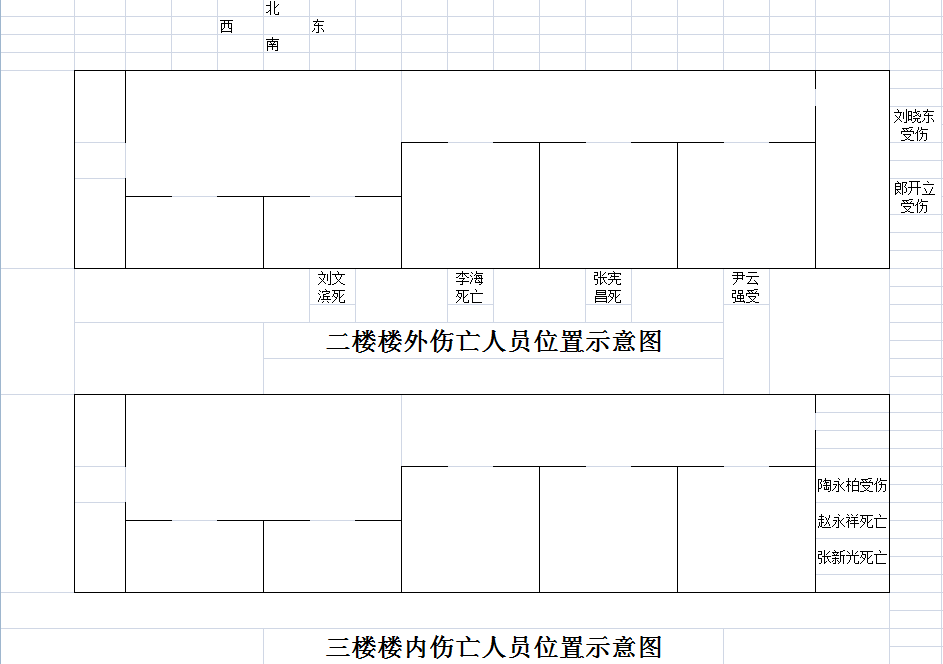 北
西 东
南
刘晓东
受伤
郎开立
受伤
刘文 李海 张宪 尹云
滨死 死亡 昌死 强受
二楼楼外伤亡人员位置示意图
陶永柏受伤
赵永祥死亡
张新光死亡
三楼楼内伤亡人员位置示意图